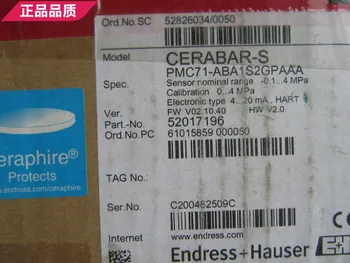 正品品质
Ord.No SC 52826034/0050
Model CERABAR-S
PMC71-ABA1S2GPAAA
Spec. Sensor nominal range -0.1...4 MPa
Calibration 0...4 MPa
Electronic type 4...20 mA, HART
Ver. FW V02.10.40 HW V2.0
Part.-No. 52017196
Ord.No.PC 61015859 000050
TAG No.:
Ser.No. C200482509C
eraphire®
Protects
www.endress.com/ceraphire
www.endress.com
Endress+Hauser